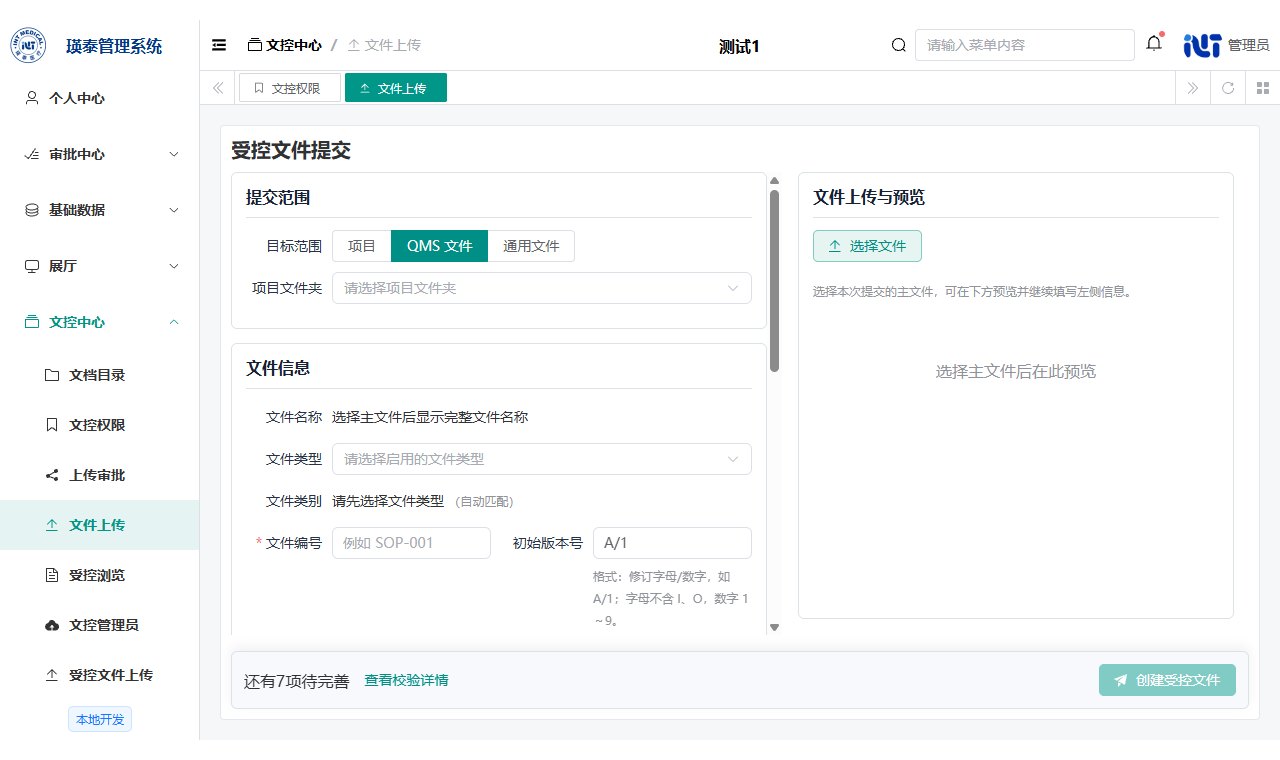 瑛泰管理系统
文控中心 / 文件上传
测试1
请输入菜单内容
管理员
文控权限
文件上传
个人中心
审批中心
基础数据
展厅
文控中心
文档目录
文控权限
上传审批
文件上传
受控浏览
文控管理员
受控文件上传
本地开发
受控文件提交
提交范围
目标范围 项目 QMS 文件 通用文件
项目文件夹 请选择项目文件夹
文件信息
文件名称 选择主文件后显示完整文件名称
文件类型 请选择启用的文件类型
文件类别 请先选择文件类型 (自动匹配)
* 文件编号 例如 SOP-001 初始版本号 A/1
格式：修订字母/数字，如
A/1；字母不含 I、O，数字 1
~9。
文件上传与预览
选择文件
选择本次提交的主文件，可在下方预览并继续填写左侧信息。
选择主文件后在此预览
还有7项待完善 查看校验详情
创建受控文件